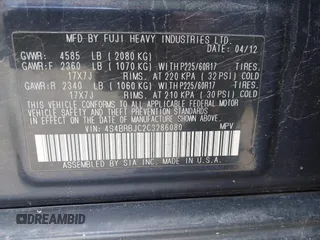 MFD BY FUJI HEAVY INDUSTRIES LTD.
DATE: 04/12
GVWR: 4585 LB (2080 KG)
GAWR:F 2360 LB (1070 KG) WITH P225/60R17 TIRES,
17X7J RIMS, AT 220 KPA (32 PSI) COLD
GAWR:R 2340 LB (1060 KG) WITH P225/60R17 TIRES,
17X7J RIMS, AT 210 KPA (30 PSI) COLD
THIS VEHICLE CONFORMS TO ALL APPLICABLE FEDERAL MOTOR VEHICLE
SAFETY, BUMPER, AND THEFT PREVENTION STANDARDS IN EFFECT ON
THE DATE OF MANUFACTURE SHOWN ABOVE.
VIN: 4S4BRBJC2C3286080 MPV
ASSEMBLED BY SIA INC. MADE IN U.S.A.